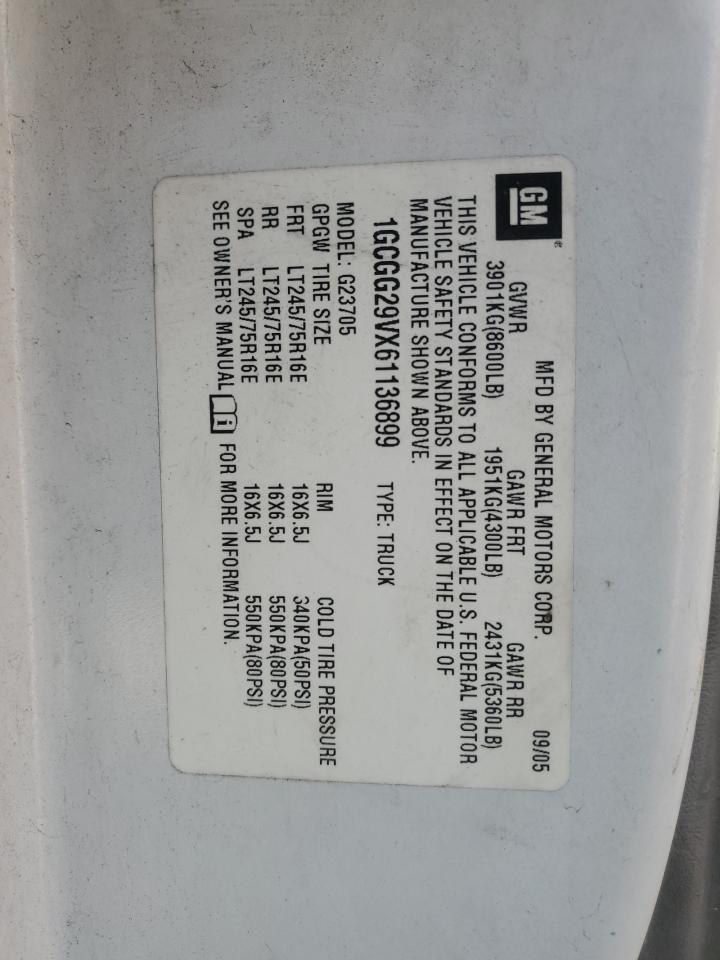 GM®
MFD BY GENERAL MOTORS CORP. 09/05
GVWR GAWR FRT GAWR RR
3901KG(8600LB) 1951KG(4300LB) 2431KG(5360LB)
THIS VEHICLE CONFORMS TO ALL APPLICABLE U.S. FEDERAL MOTOR
VEHICLE SAFETY STANDARDS IN EFFECT ON THE DATE OF
MANUFACTURE SHOWN ABOVE.
1GCGG29VX61136899 TYPE: TRUCK
MODEL: G23705
GPGW TIRE SIZE RIM COLD TIRE PRESSURE
FRT LT245/75R16E 16X6.5J 340KPA(50PSI)
RR LT245/75R16E 16X6.5J 550KPA(80PSI)
SPA LT245/75R16E 16X6.5J 550KPA(80PSI)
SEE OWNER'S MANUAL FOR MORE INFORMATION.